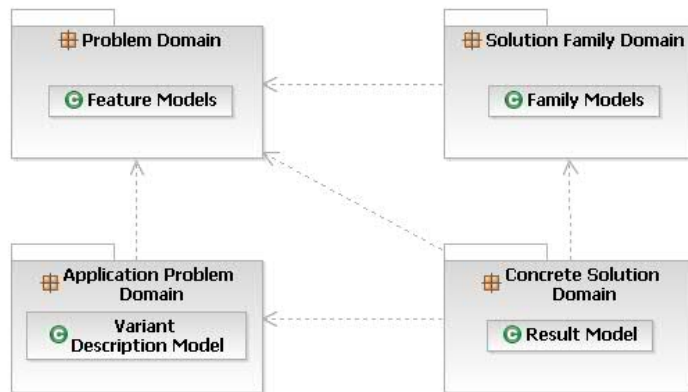 Problem Domain
Feature Models
Solution Family Domain
Family Models
Application Problem
Domain
Variant
Description Model
Concrete Solution
Domain
Result Model